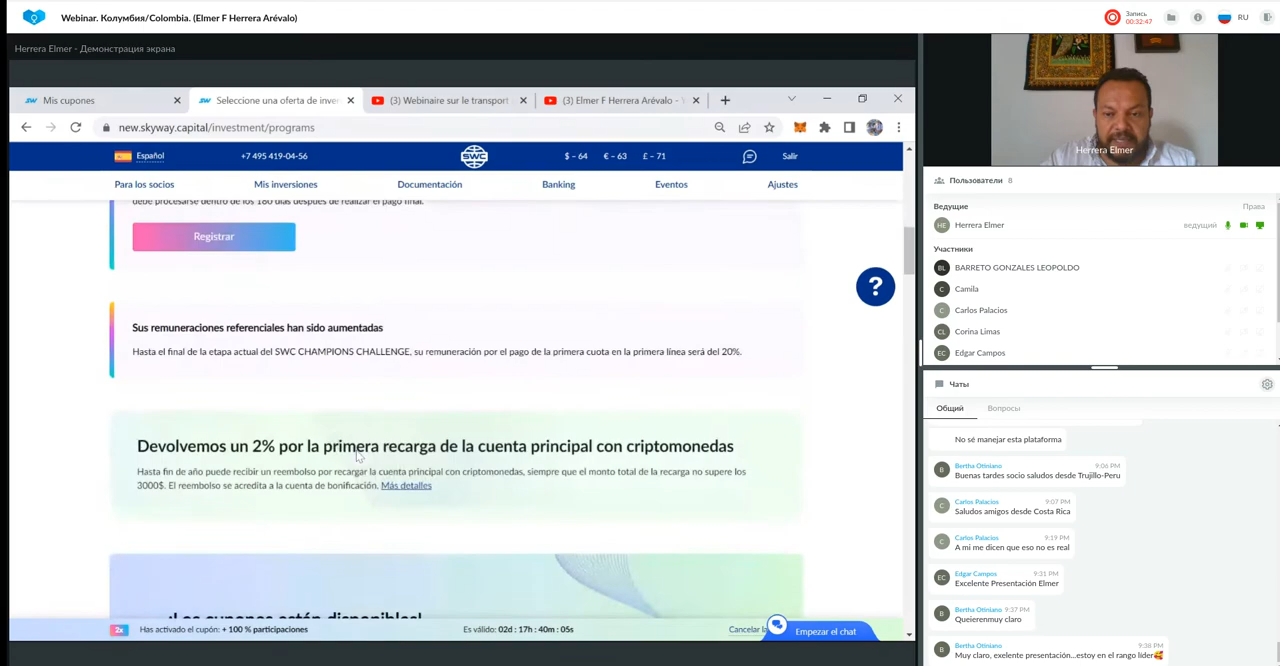 Webinar. Колумбия/Colombia. (Elmer F Herrera Arévalo)
Запись
00:32:47
RU
Herrera Elmer - Демонстрация экрана
Mis cupones
Seleccione una oferta de inver
(3) Webinaire sur le transport
(3) Elmer F Herrera Arévalo -
new.skyway.capital/investment/programs
Español
+7 495 419-04-56
SWC
$ – 64
€ – 63
£ – 71
Salir
Para los socios
Mis inversiones
Documentación
Banking
Eventos
Ajustes
debe procesarse dentro de los 180 días después de realizar el pago final.
Registrar
?
Sus remuneraciones referenciales han sido aumentadas
Hasta el final de la etapa actual del SWC CHAMPIONS CHALLENGE, su remuneración por el pago de la primera cuota en la primera línea será del 20%.
Devolvemos un 2% por la primera recarga de la cuenta principal con criptomonedas
Hasta fin de año puede recibir un reembolso por recargar la cuenta principal con criptomonedas, siempre que el monto total de la recarga no supere los
3000$. El reembolso se acredita a la cuenta de bonificación. Más detalles
¡Los cupones están disponibles!
2x
Has activado el cupón: + 100 % participaciones
Es válido: 02d : 17h : 40m : 05s
Cancelar la
Empezar el chat
Herrera Elmer
Пользователи 8
Ведущие
Права
HE
Herrera Elmer
ведущий
Участники
BL
BARRETO GONZALES LEOPOLDO
C
Camila
C
Carlos Palacios
CL
Corina Limas
EC
Edgar Campos
Чаты
Общий
Вопросы
No sé manejar esta plataforma
B
Bertha Otiniano 9:06 PM
Buenas tardes socio saludos desde Trujillo-Peru
C
Carlos Palacios 9:07 PM
Saludos amigos desde Costa Rica
C
Carlos Palacios 9:19 PM
A mi me dicen que eso no es real
EC
Edgar Campos 9:31 PM
Excelente Presentación Elmer
B
Bertha Otiniano 9:37 PM
Queierenmuy claro
B
Bertha Otiniano 9:38 PM
Muy claro, exelente presentación...estoy en el rango líder🥰